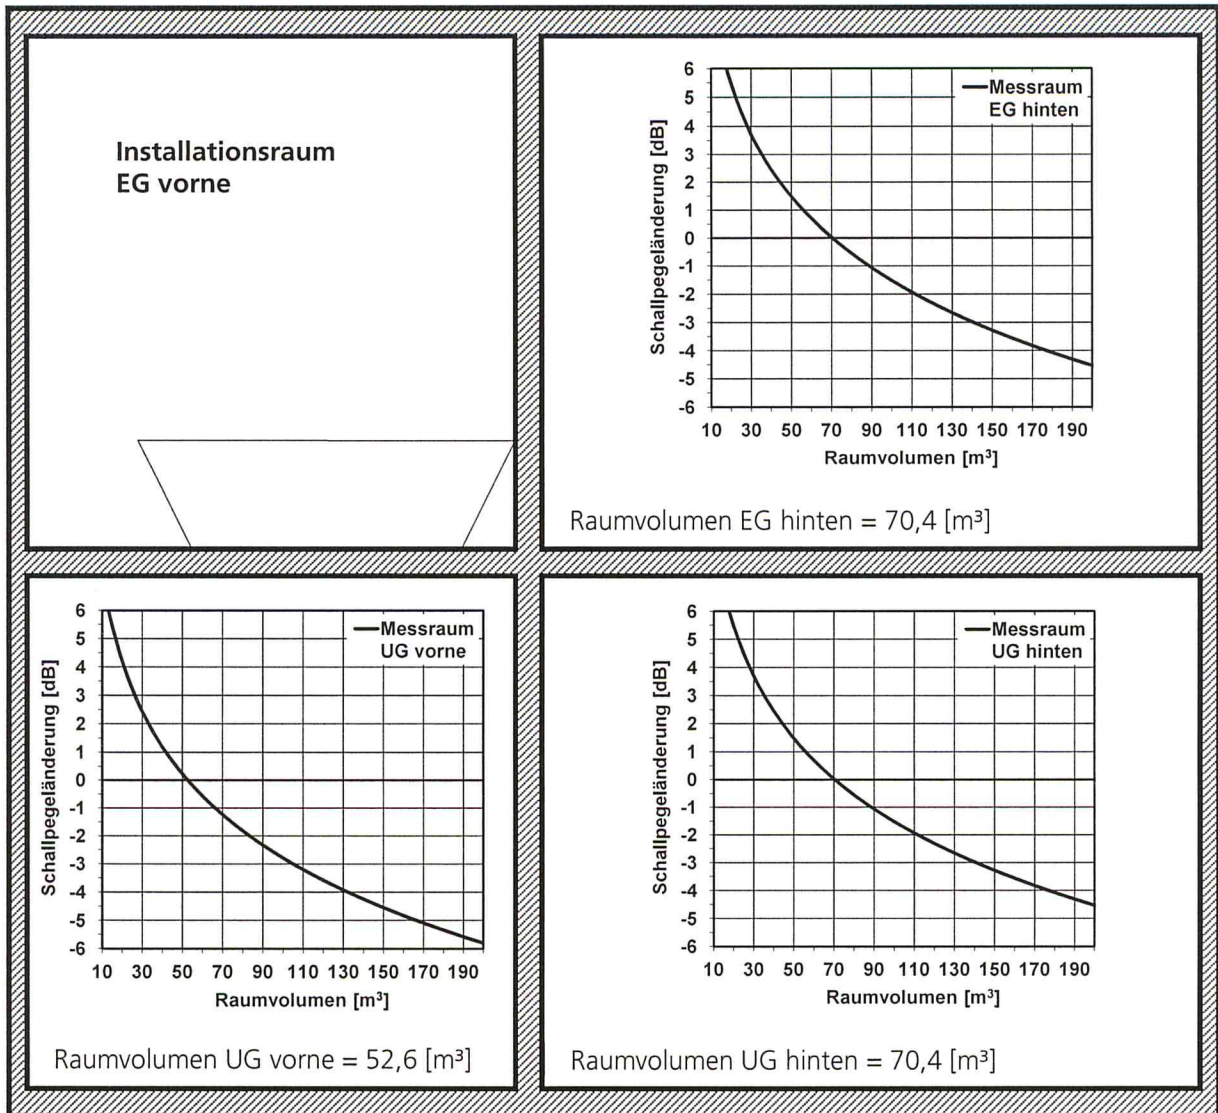 Installationsraum
EG vorne
Schallpegeländerung [dB]
6
5
4
3
2
1
0
-1
-2
-3
-4
-5
-6
Messraum
EG hinten
10 30 50 70 90 110 130 150 170 190
Raumvolumen [m³]
Raumvolumen EG hinten = 70,4 [m³]
Schallpegeländerung [dB]
6
5
4
3
2
1
0
-1
-2
-3
-4
-5
-6
Messraum
UG vorne
10 30 50 70 90 110 130 150 170 190
Raumvolumen [m³]
Raumvolumen UG vorne = 52,6 [m³]
Schallpegeländerung [dB]
6
5
4
3
2
1
0
-1
-2
-3
-4
-5
-6
Messraum
UG hinten
10 30 50 70 90 110 130 150 170 190
Raumvolumen [m³]
Raumvolumen UG hinten = 70,4 [m³]